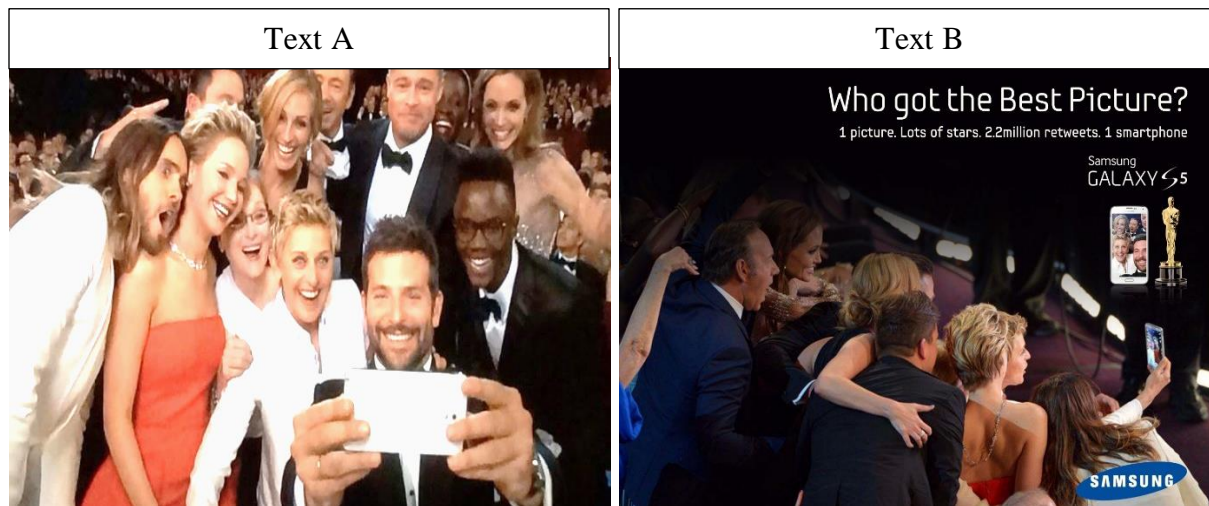 Text A
Text B
Who got the Best Picture?
1 picture. Lots of stars. 2.2million retweets. 1 smartphone
Samsung
GALAXY S5
SAMSUNG